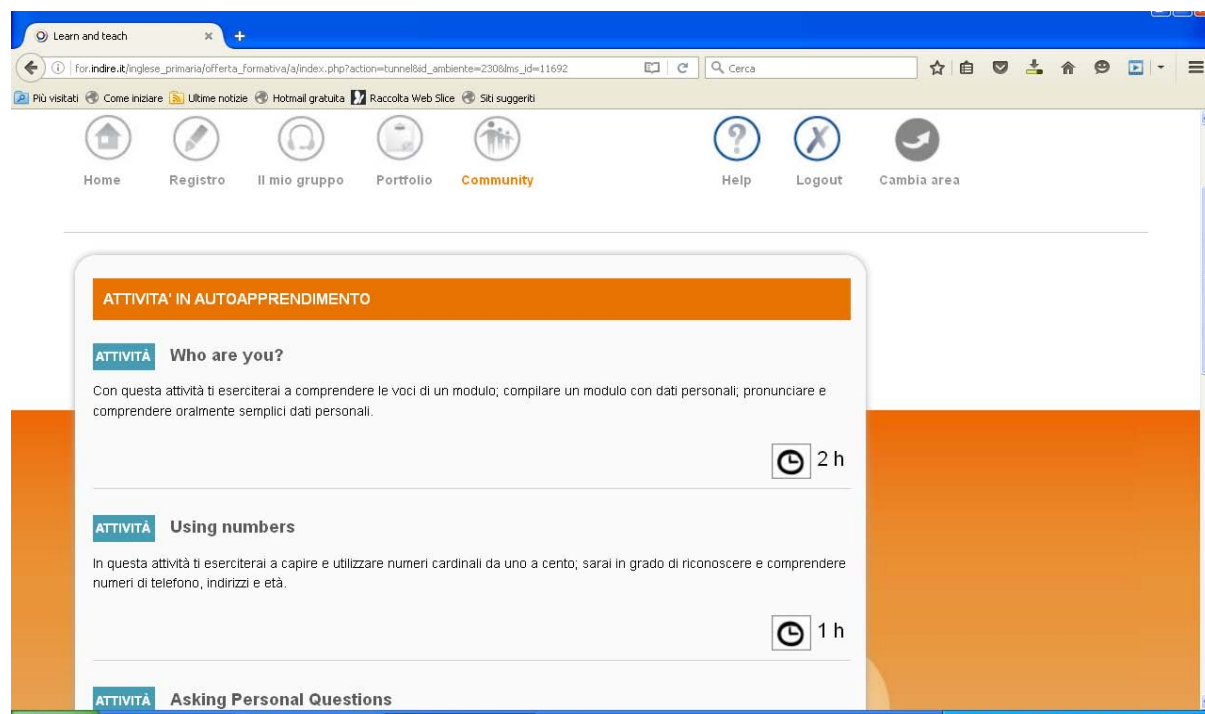 Learn and teach
for.indire.it/inglese_primaria/offerta_formativa/a/index.php?action=tunnel&id_ambiente=230&lms_id=11692
Cerca
Più visitati Come iniziare Ultime notizie Hotmail gratuita Raccolta Web Slice Siti suggeriti
Home Registro Il mio gruppo Portfolio Community Help Logout Cambia area
ATTIVITA' IN AUTOAPPRENDIMENTO
ATTIVITÀ Who are you?
Con questa attività ti eserciterai a comprendere le voci di un modulo; compilare un modulo con dati personali; pronunciare e
comprendere oralmente semplici dati personali.
2 h
ATTIVITÀ Using numbers
In questa attività ti eserciterai a capire e utilizzare numeri cardinali da uno a cento; sarai in grado di riconoscere e comprendere
numeri di telefono, indirizzi e età.
1 h
ATTIVITÀ Asking Personal Questions